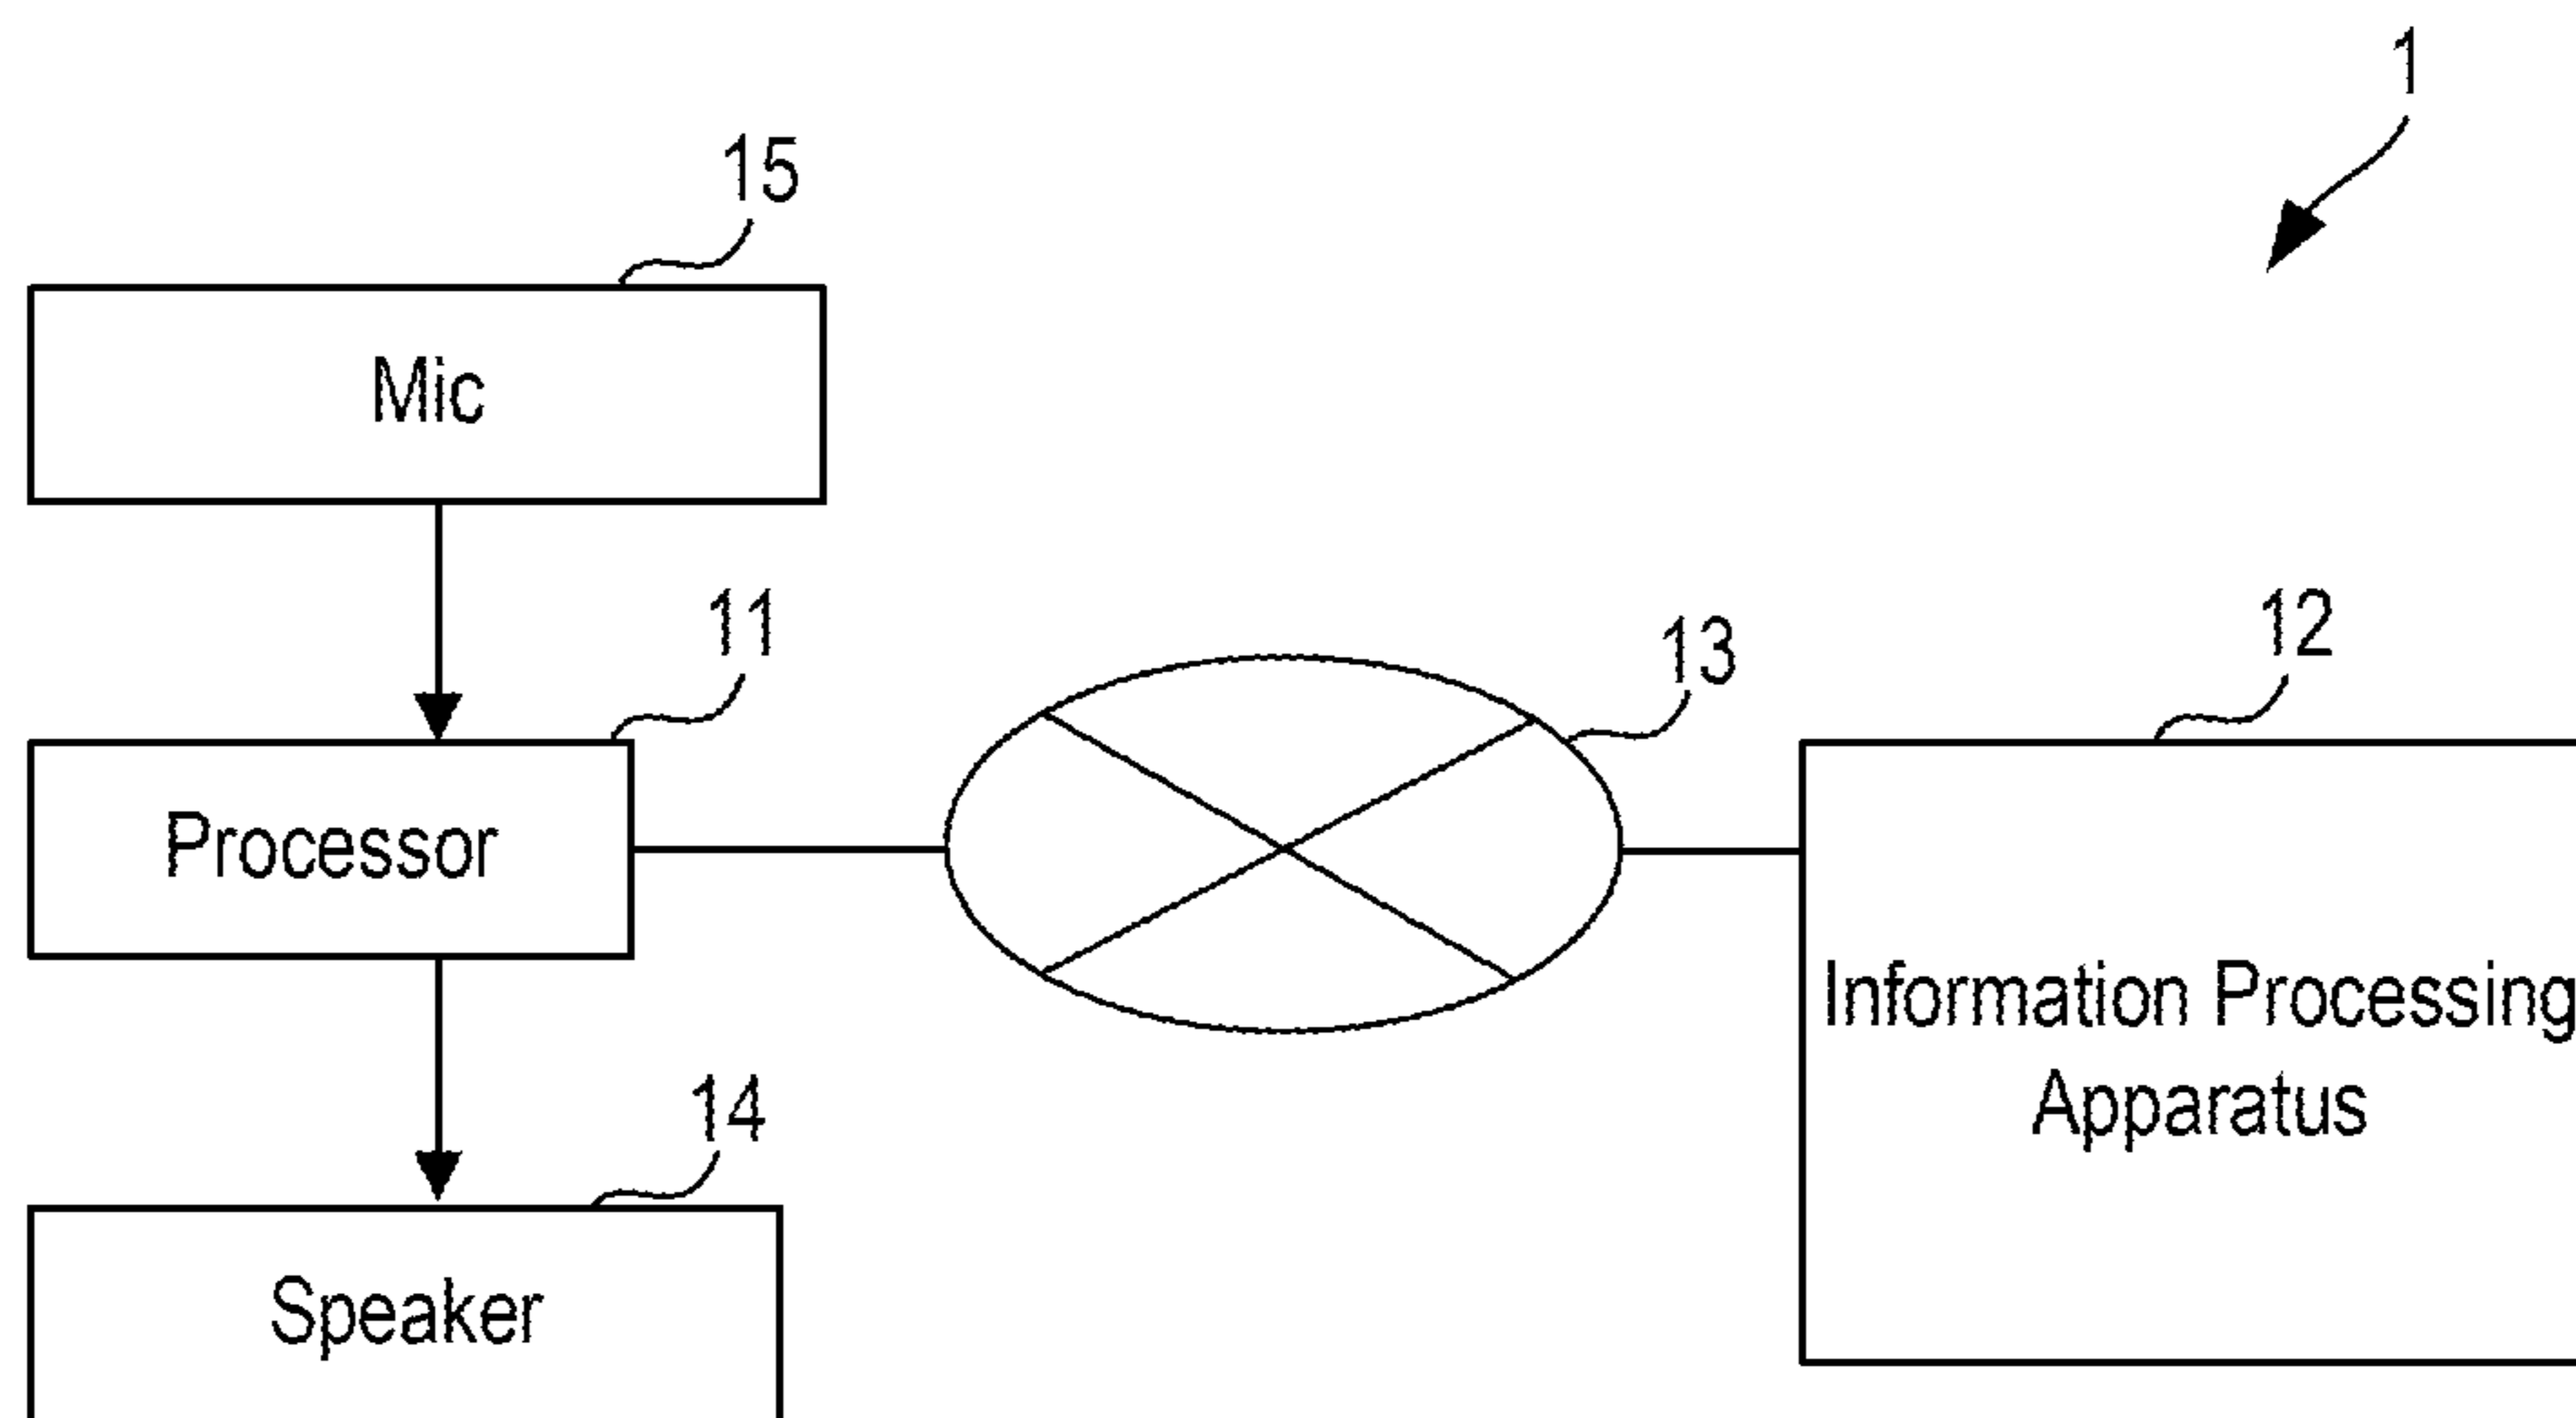 1
15
Mic
11
13
12
Processor
Information Processing
Apparatus
14
Speaker